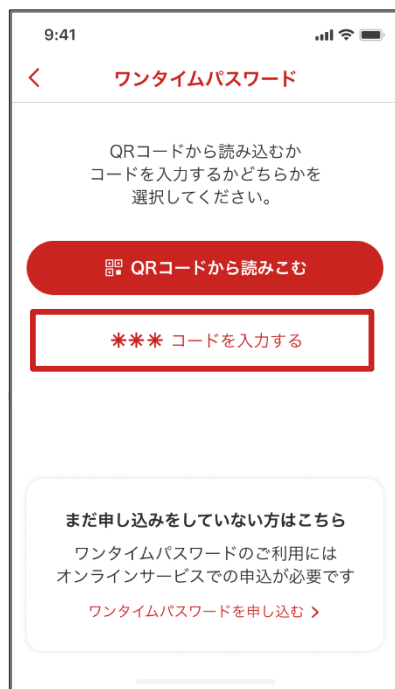 9:41
ワンタイムパスワード
QRコードから読み込むか
コードを入力するかどちらかを
選択してください。
QRコードから読みこむ
*** コードを入力する
まだ申し込みをしていない方はこちら
ワンタイムパスワードのご利用には
オンラインサービスでの申込が必要です
ワンタイムパスワードを申し込む >